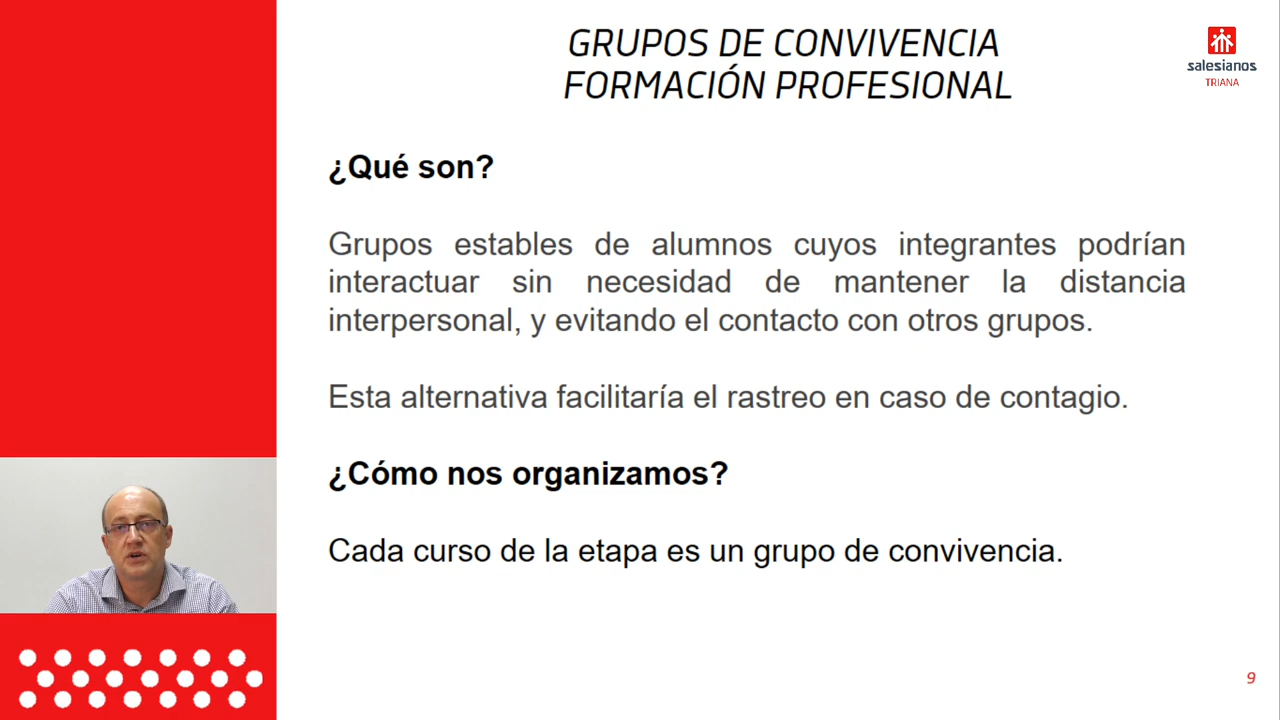 GRUPOS DE CONVIVENCIA
FORMACIÓN PROFESIONAL
salesianos
TRIANA
¿Qué son?
Grupos estables de alumnos cuyos integrantes podrían
interactuar sin necesidad de mantener la distancia
interpersonal, y evitando el contacto con otros grupos.
Esta alternativa facilitaría el rastreo en caso de contagio.
¿Cómo nos organizamos?
Cada curso de la etapa es un grupo de convivencia.
9